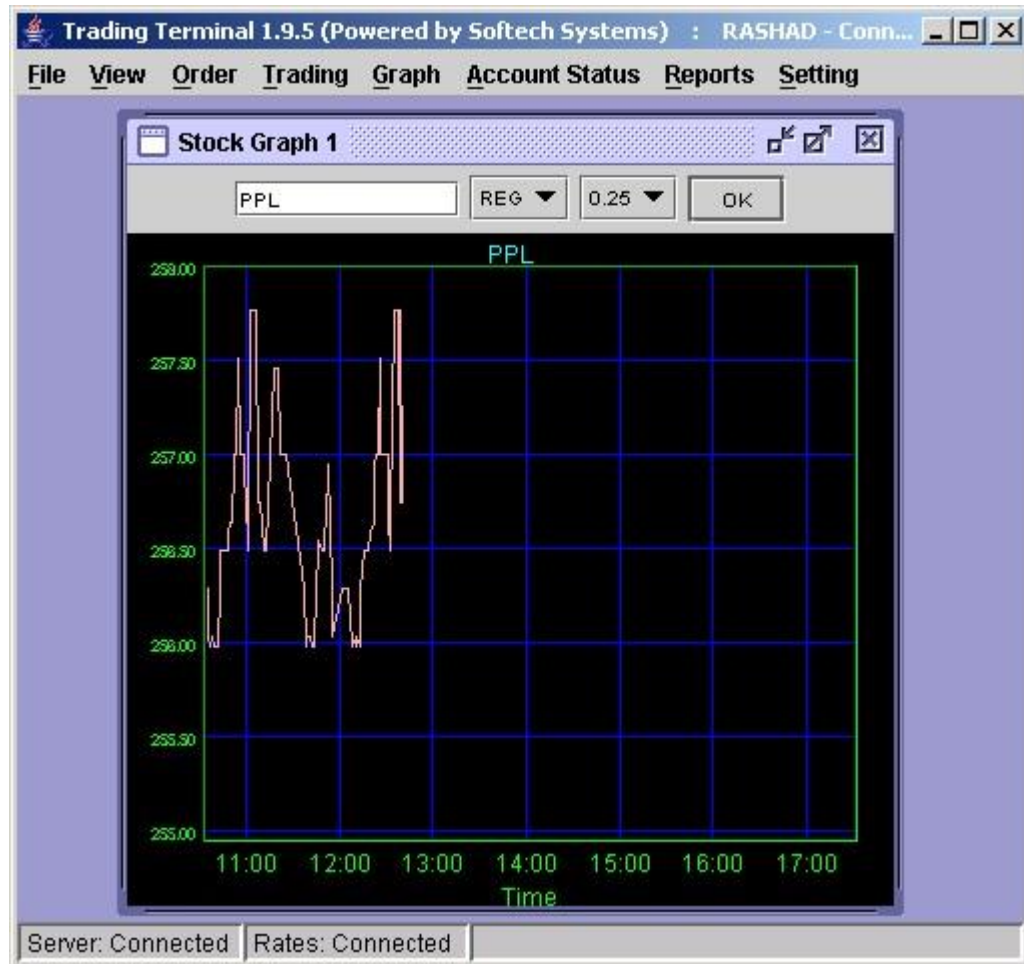 Trading Terminal 1.9.5 (Powered by Softech Systems) : RASHAD - Conn...
File View Order Trading Graph Account Status Reports Setting
Stock Graph 1
PPL REG 0.25 OK
PPL
258.00
257.50
257.00
256.50
256.00
255.50
255.00
11:00 12:00 13:00 14:00 15:00 16:00 17:00
Time
Server: Connected Rates: Connected